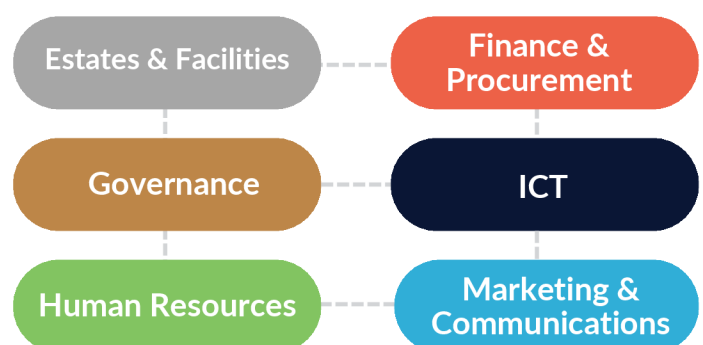 Estates & Facilities
Finance &
Procurement
Governance
ICT
Human Resources
Marketing &
Communications